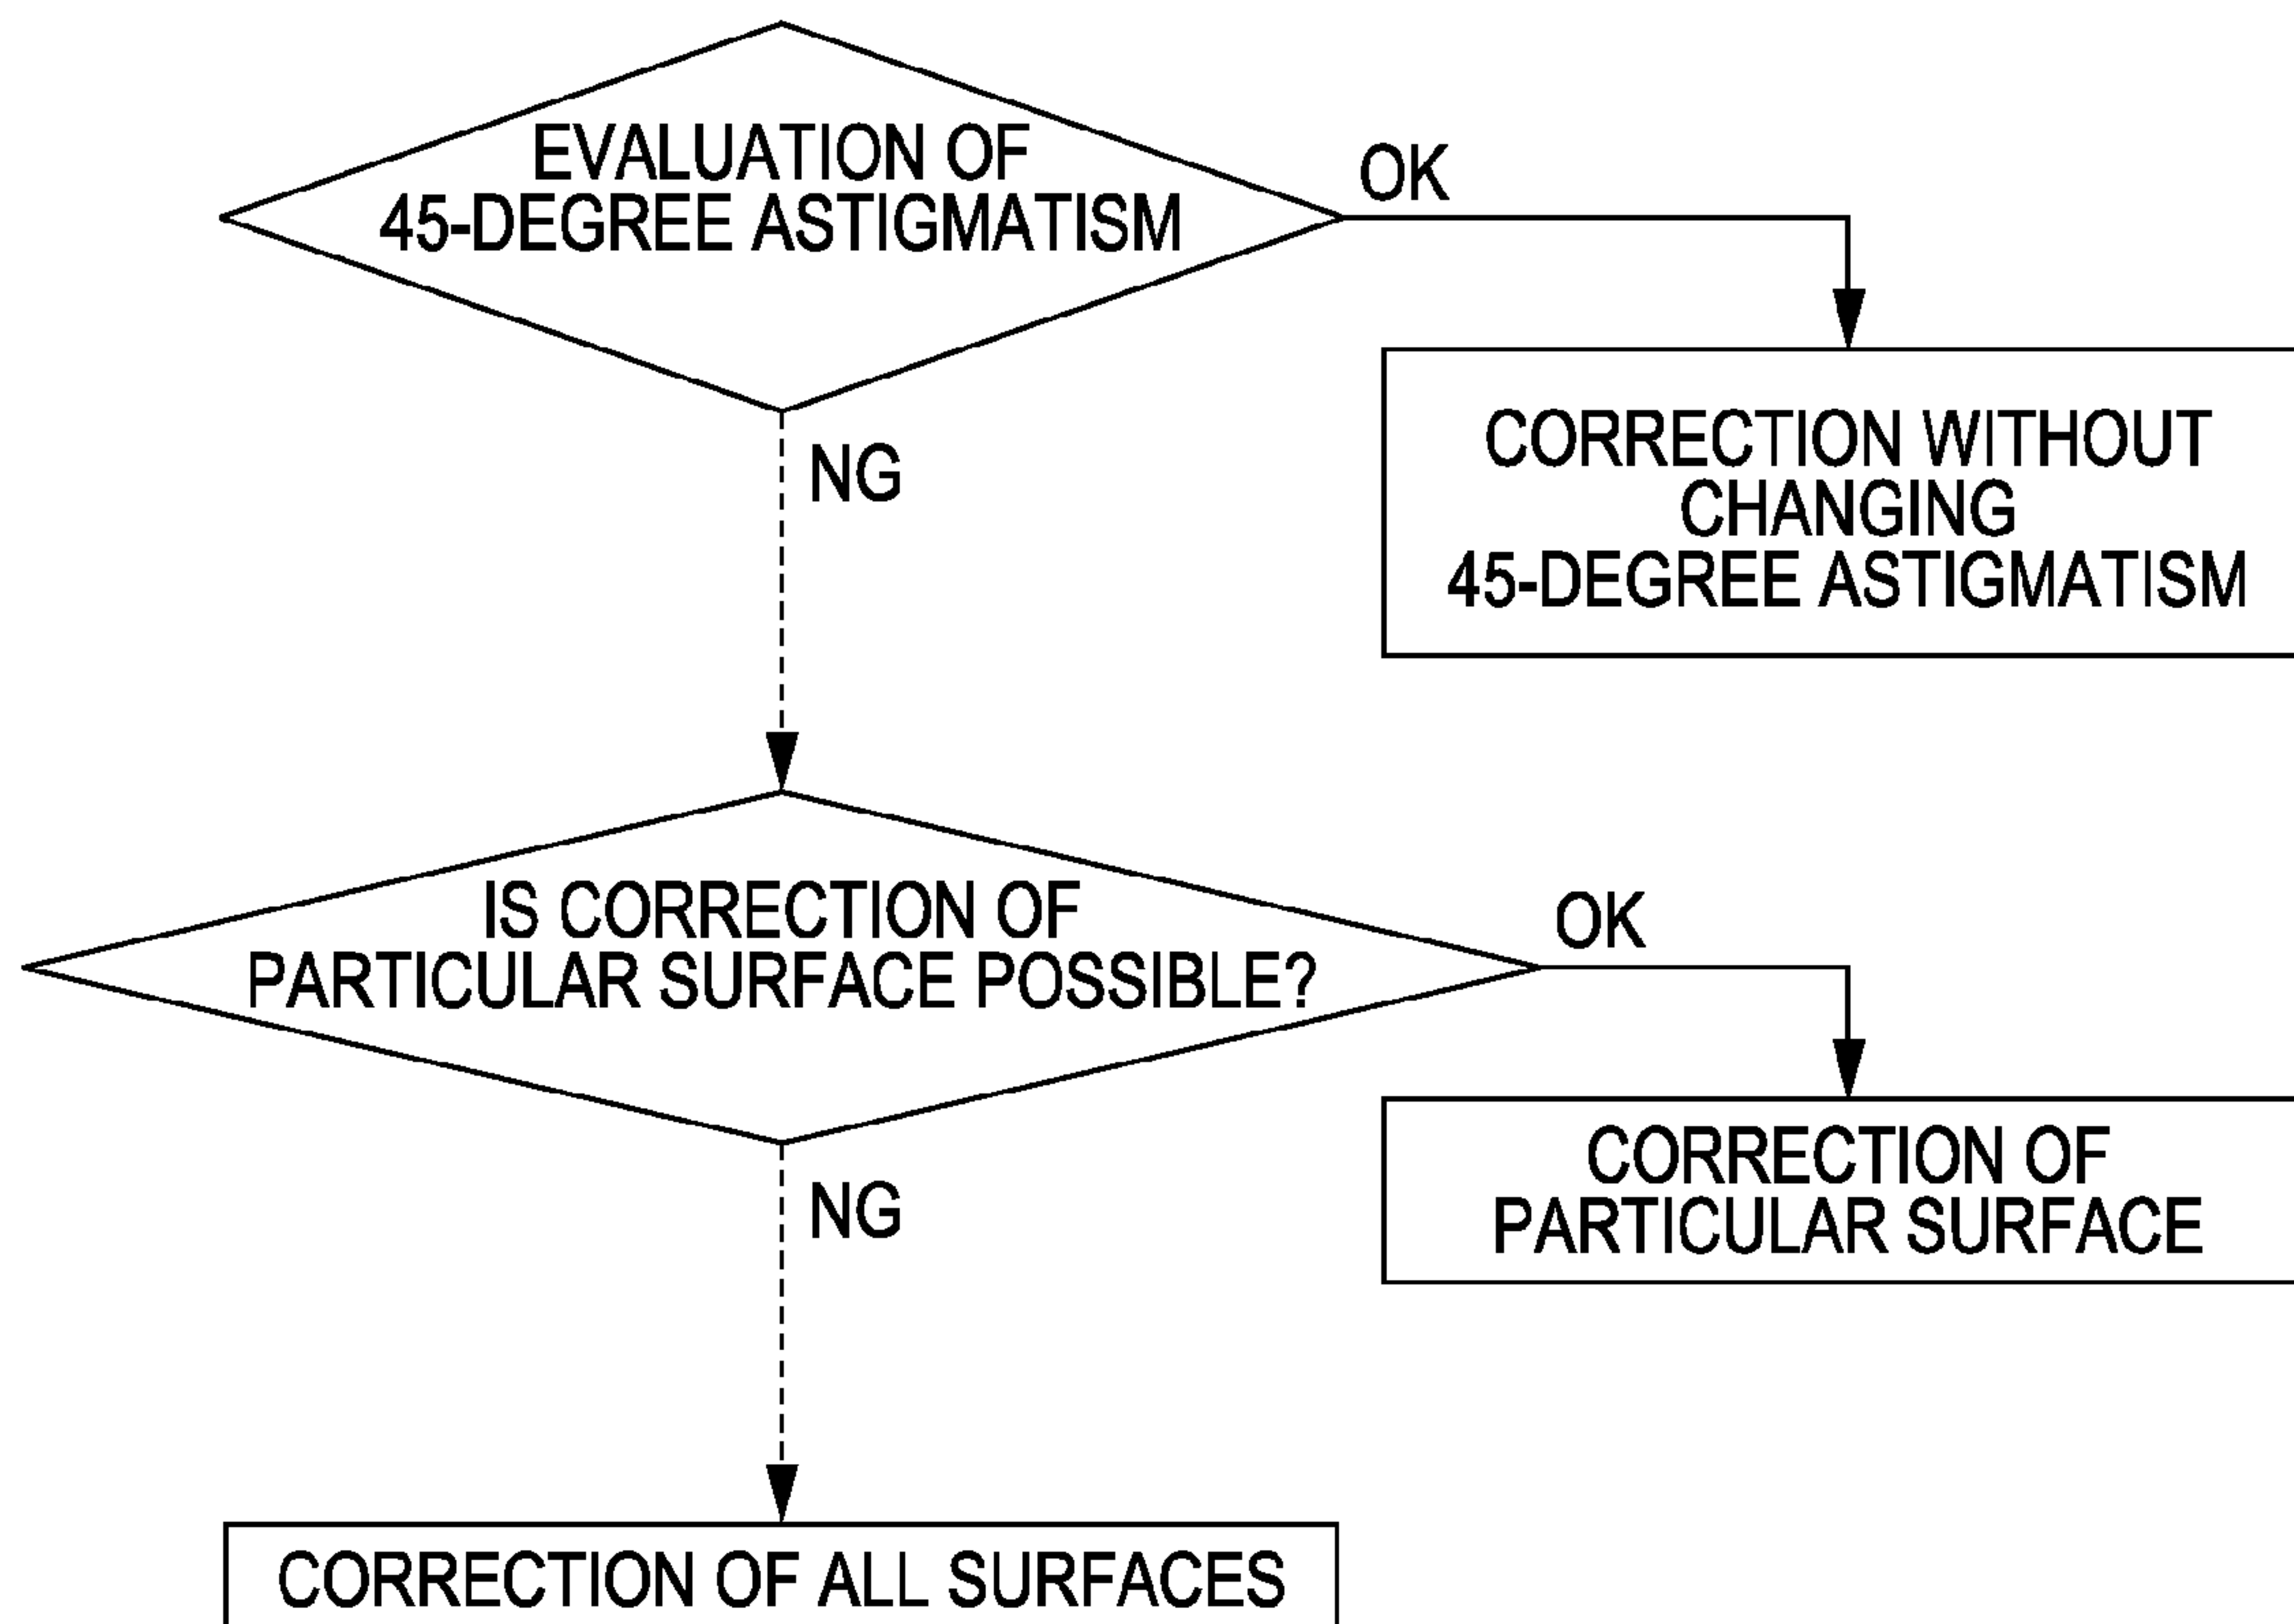 EVALUATION OF
45-DEGREE ASTIGMATISM
OK
CORRECTION WITHOUT
CHANGING
45-DEGREE ASTIGMATISM
NG
IS CORRECTION OF
PARTICULAR SURFACE POSSIBLE?
OK
CORRECTION OF
PARTICULAR SURFACE
NG
CORRECTION OF ALL SURFACES